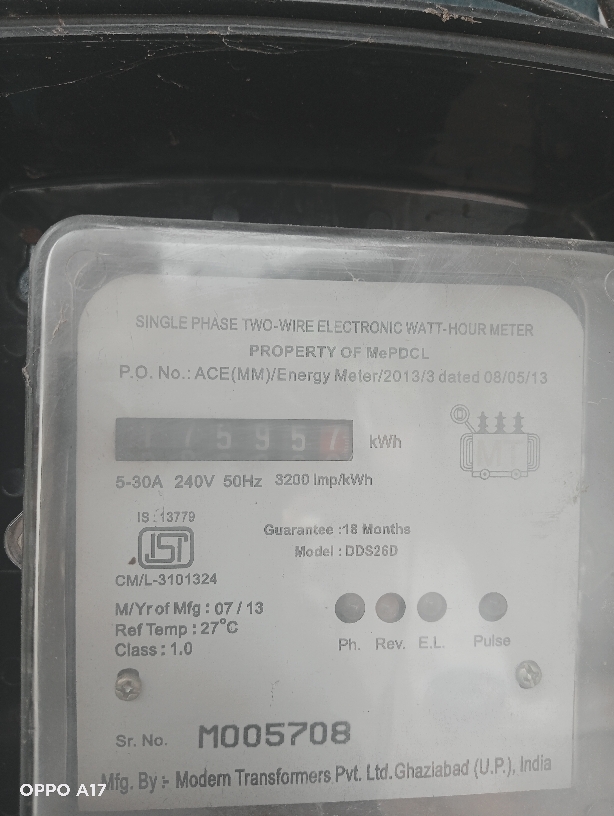 SINGLE PHASE TWO-WIRE ELECTRONIC WATT-HOUR METER
PROPERTY OF MePDCL
P.O. No.: ACE(MM)/Energy Meter/2013/3 dated 08/05/13
175957 kWh
5-30A 240V 50Hz 3200 Imp/kWh
MT
IS:13779
ISI
CM/L-3101324
Guarantee :18 Months
Model : DDS26D
M/Yr of Mfg : 07 / 13
Ref Temp : 27°C
Class : 1.0
Ph. Rev. E.L. Pulse
Sr. No. M005708
Mfg. By :- Modern Transformers Pvt. Ltd.Ghaziabad (U.P.), India
OPPO A17